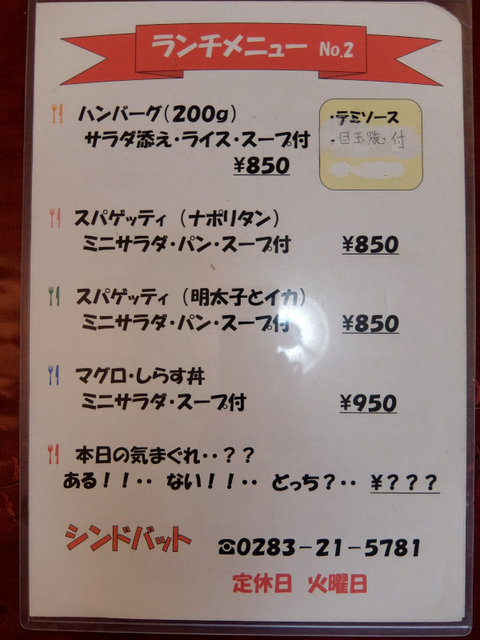 ランチメニュー No.2
ハンバーグ(200g)
サラダ添え・ライス・スープ付
¥850
・デミソース
・目玉焼付
スパゲッティ (ナポリタン)
ミニサラダ・パン・スープ付 ¥850
スパゲッティ (明太子とイカ)
ミニサラダ・パン・スープ付 ¥850
マグロ・しらす丼
ミニサラダ・スープ付 ¥950
本日の気まぐれ・・??
ある!!・・ ない!!・・ どっち?・・ ¥???
シンドバット ☎0283-21-5781
定休日 火曜日